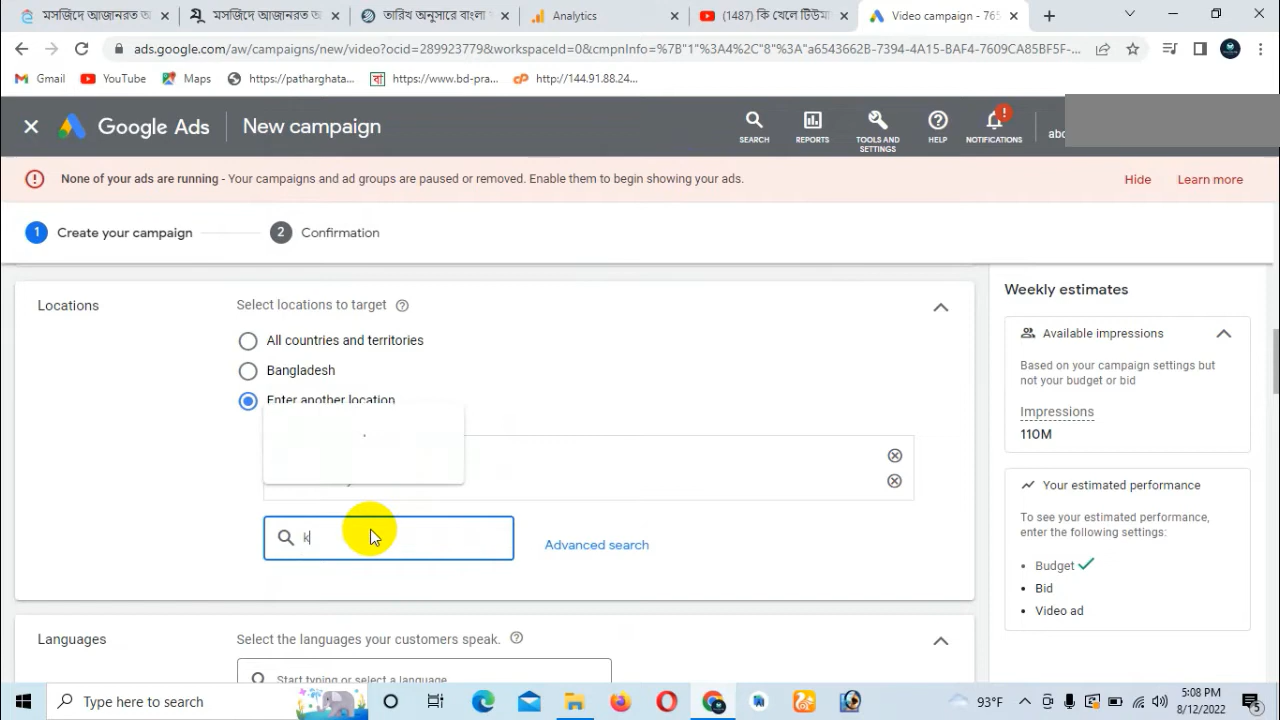 মসজিদে আজানরত অ
মসজিদে আজানরত অ
তারিখ অনুসারে বাংলা
Analytics
(1487) কি খেলে টিউমা
Video campaign - 765
ads.google.com/aw/campaigns/new/video?ocid=289923779&workspaceId=0&cmpnInfo=%7B"1"%3A4%2C"8"%3A"a6543662B-7394-4A15-BAF4-7609CA85BF5F-...
Gmail
YouTube
Maps
https://patharghata...
https://www.bd-pra...
http://144.91.88.24...
Google Ads
New campaign
SEARCH
REPORTS
TOOLS AND
SETTINGS
HELP
NOTIFICATIONS
abc
None of your ads are running - Your campaigns and ad groups are paused or removed. Enable them to begin showing your ads.
Hide
Learn more
1 Create your campaign
2 Confirmation
Locations
Select locations to target
All countries and territories
Bangladesh
Enter another location
k
Advanced search
Languages
Select the languages your customers speak.
Start typing or select a language
Weekly estimates
Available impressions
Based on your campaign settings but
not your budget or bid
Impressions
110M
Your estimated performance
To see your estimated performance,
enter the following settings:
• Budget
• Bid
• Video ad
Type here to search
93°F
5:08 PM
8/12/2022
5